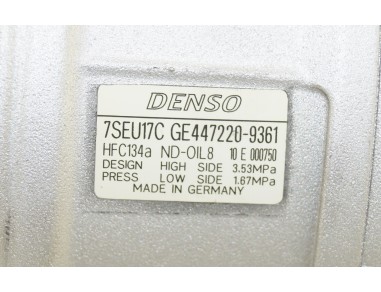 DENSO
7SEU17C GE447220-9361
HFC134a ND-OIL8 10 E 000750
DESIGN HIGH SIDE 3.53MPa
PRESS LOW SIDE 1.67MPa
MADE IN GERMANY